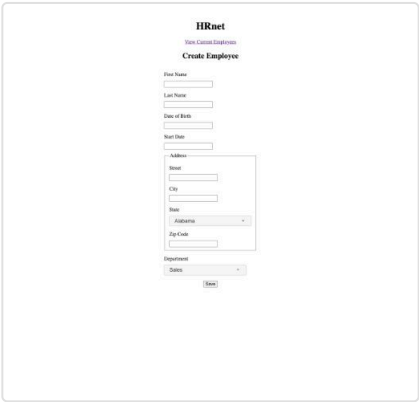 HRnet
View Current Employees
Create Employee
First Name
Last Name
Date of Birth
Start Date
Address
Street
City
State
Alabama
Zip Code
Department
Sales
Save